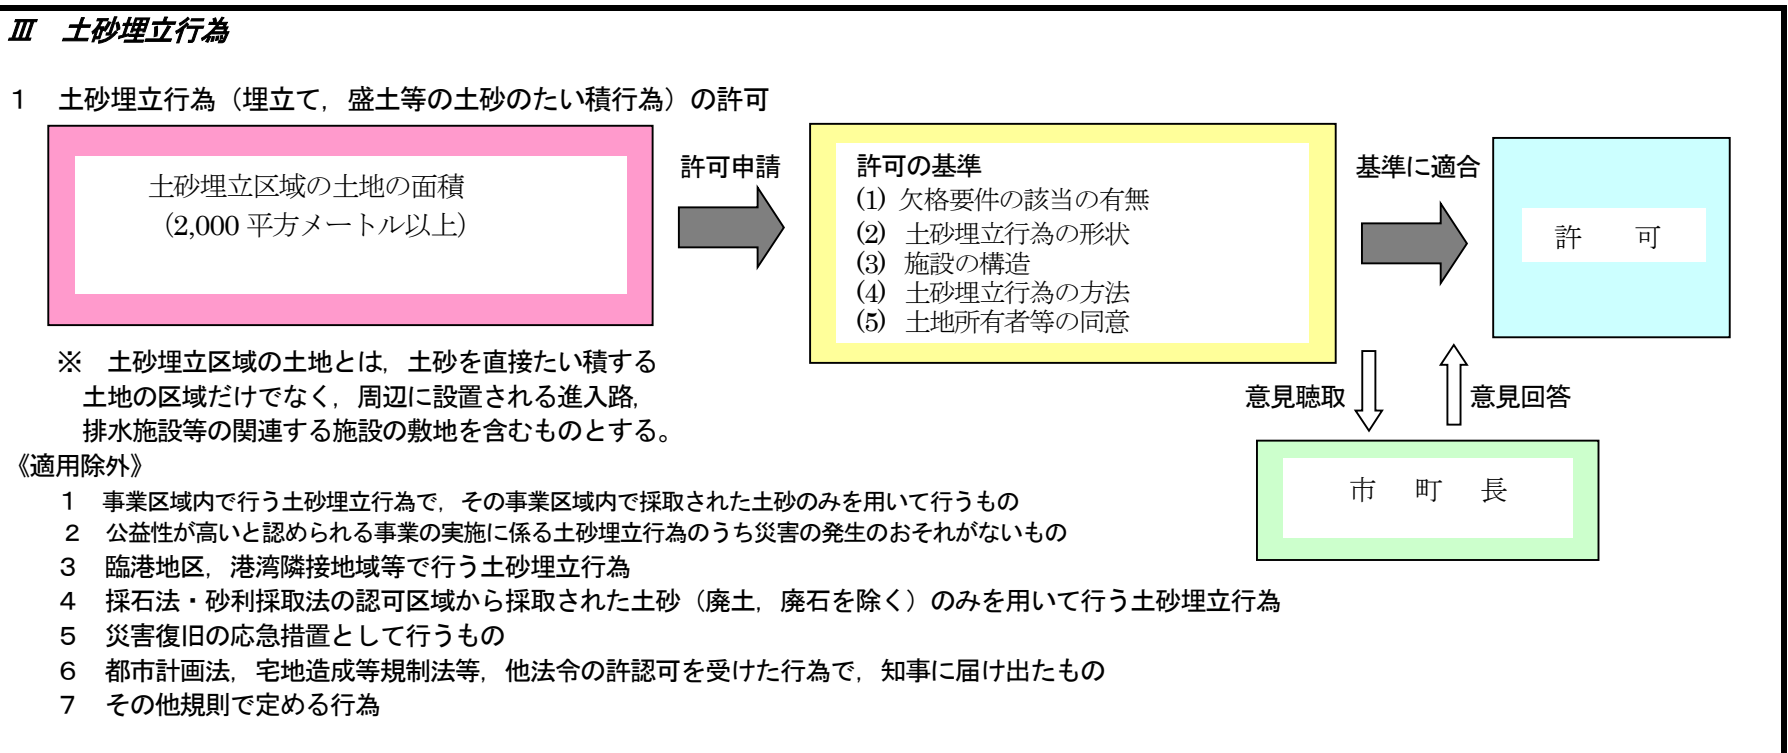 Ⅲ　土砂埋立行為
１　土砂埋立行為（埋立て，盛土等の土砂のたい積行為）の許可
土砂埋立区域の土地の面積
（2,000 平方メートル以上）
許可申請
許可の基準
(1) 欠格要件の該当の有無
(2) 土砂埋立行為の形状
(3) 施設の構造
(4) 土砂埋立行為の方法
(5) 土地所有者等の同意
基準に適合
許　可
※　土砂埋立区域の土地とは，土砂を直接たい積する
土地の区域だけでなく，周辺に設置される進入路，
排水施設等の関連する施設の敷地を含むものとする。
意見聴取
意見回答
市　町　長
《適用除外》
１　事業区域内で行う土砂埋立行為で，その事業区域内で採取された土砂のみを用いて行うもの
２　公益性が高いと認められる事業の実施に係る土砂埋立行為のうち災害の発生のおそれがないもの
３　臨港地区，港湾隣接地域等で行う土砂埋立行為
４　採石法・砂利採取法の認可区域から採取された土砂（廃土，廃石を除く）のみを用いて行う土砂埋立行為
５　災害復旧の応急措置として行うもの
６　都市計画法，宅地造成等規制法等，他法令の許認可を受けた行為で，知事に届け出たもの
７　その他規則で定める行為